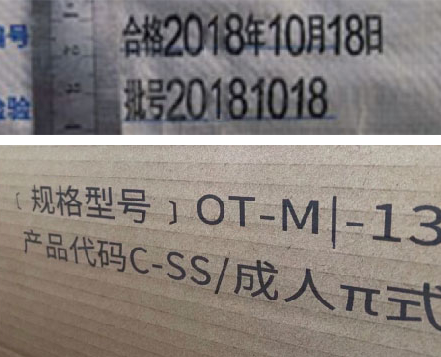 号
合格2018年10月18日
验
批号20181018
〔规格型号〕OT-M|-13
产品代码C-SS/成人π式